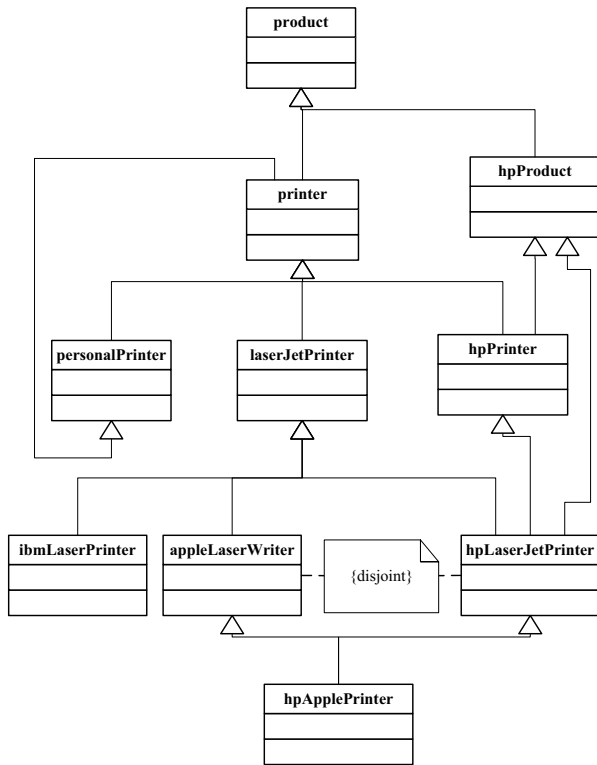 product
hpProduct
printer
personalPrinter
laserJetPrinter
hpPrinter
ibmLaserPrinter
appleLaserWriter
{disjoint}
hpLaserJetPrinter
hpApplePrinter